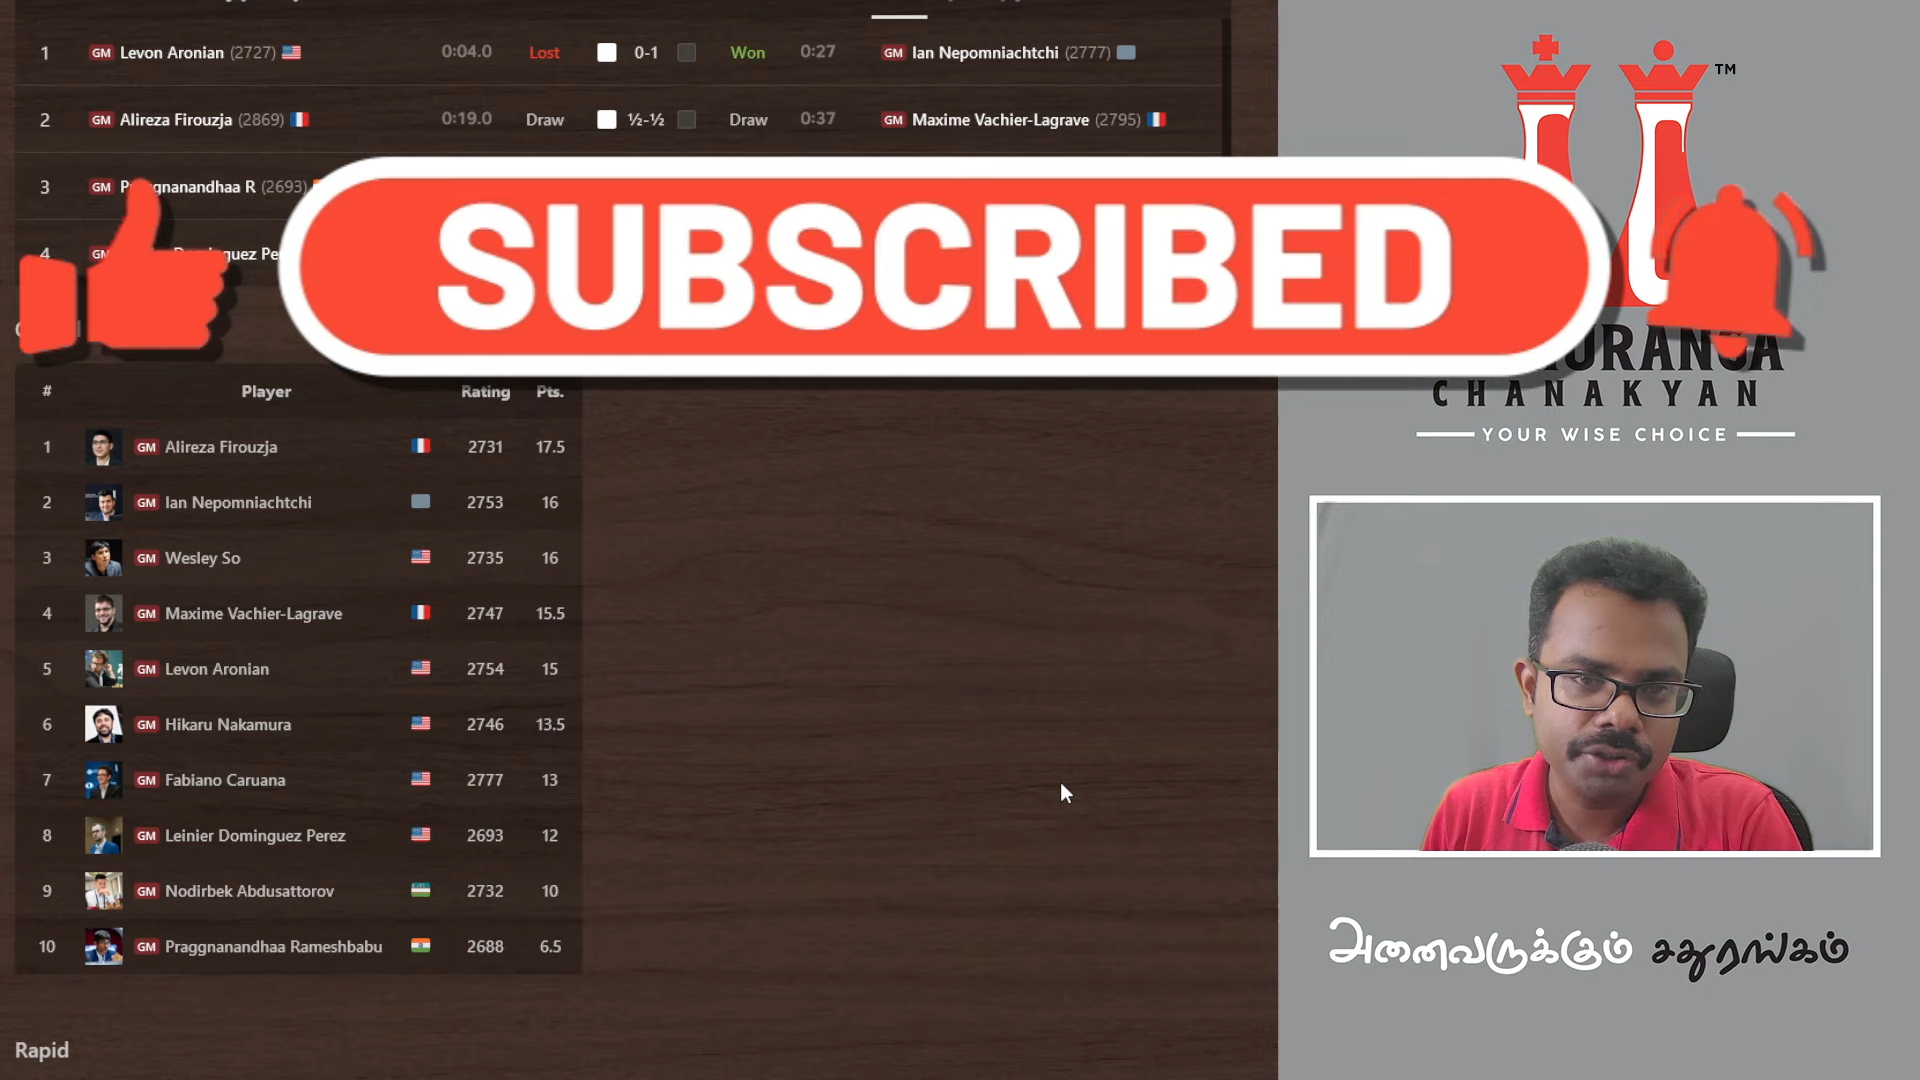 1 GM Levon Aronian (2727) 0:04.0 Lost 0-1 Won 0:27 GM Ian Nepomniachtchi (2777)
2 GM Alireza Firouzja (2869) 0:19.0 Draw ½-½ Draw 0:37 GM Maxime Vachier-Lagrave (2795)
3 GM R (2693)
4
SUBSCRIBED
TM
CHANAKYAN
YOUR WISE CHOICE
# Player Rating Pts.
1 GM Alireza Firouzja 2731 17.5
2 GM Ian Nepomniachtchi 2753 16
3 GM Wesley So 2735 16
4 GM Maxime Vachier-Lagrave 2747 15.5
5 GM Levon Aronian 2754 15
6 GM Hikaru Nakamura 2746 13.5
7 GM Fabiano Caruana 2777 13
8 GM Leinier Dominguez Perez 2693 12
9 GM Nodirbek Abdusattorov 2732 10
10 GM Praggnanandhaa Rameshbabu 2688 6.5
Rapid
அனைவருக்கும் சதுரங்கம்